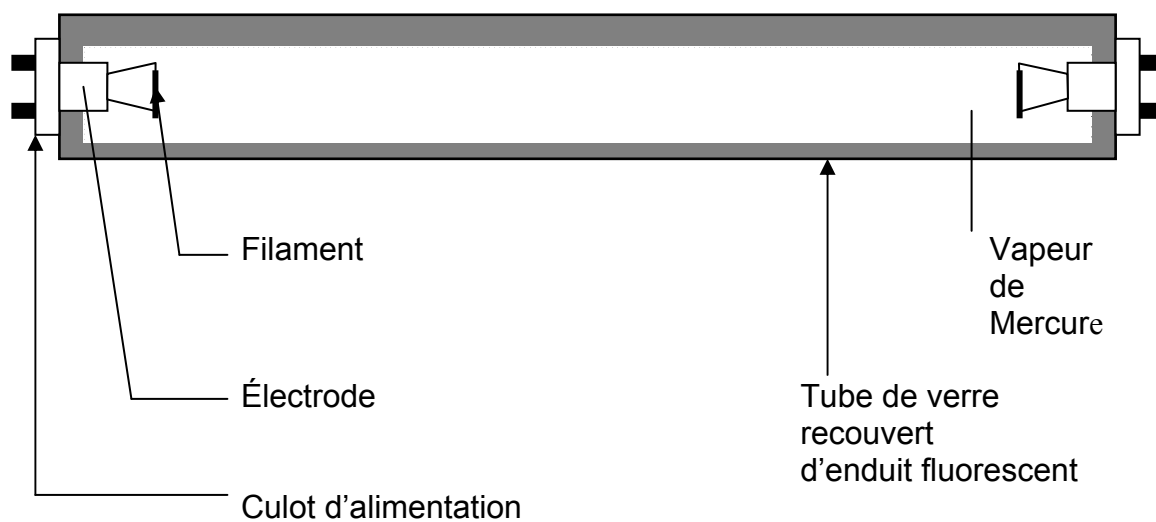 Filament
Vapeur
de
Mercure
Électrode
Tube de verre
recouvert
d’enduit fluorescent
Culot d’alimentation